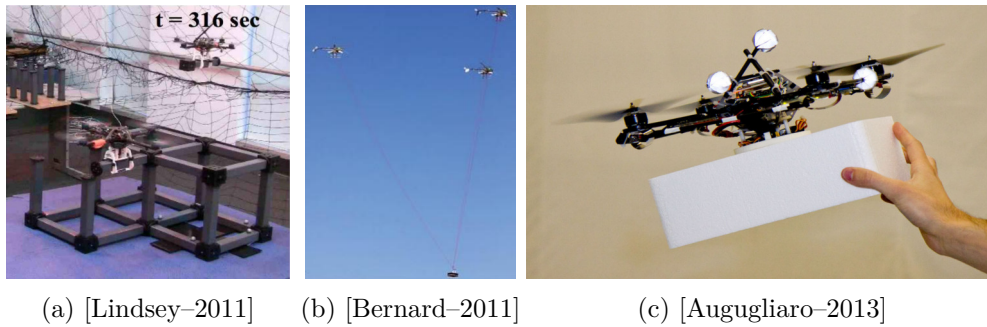 t = 316 sec
(a) [Lindsey–2011]
(b) [Bernard–2011]
(c) [Augugliaro–2013]